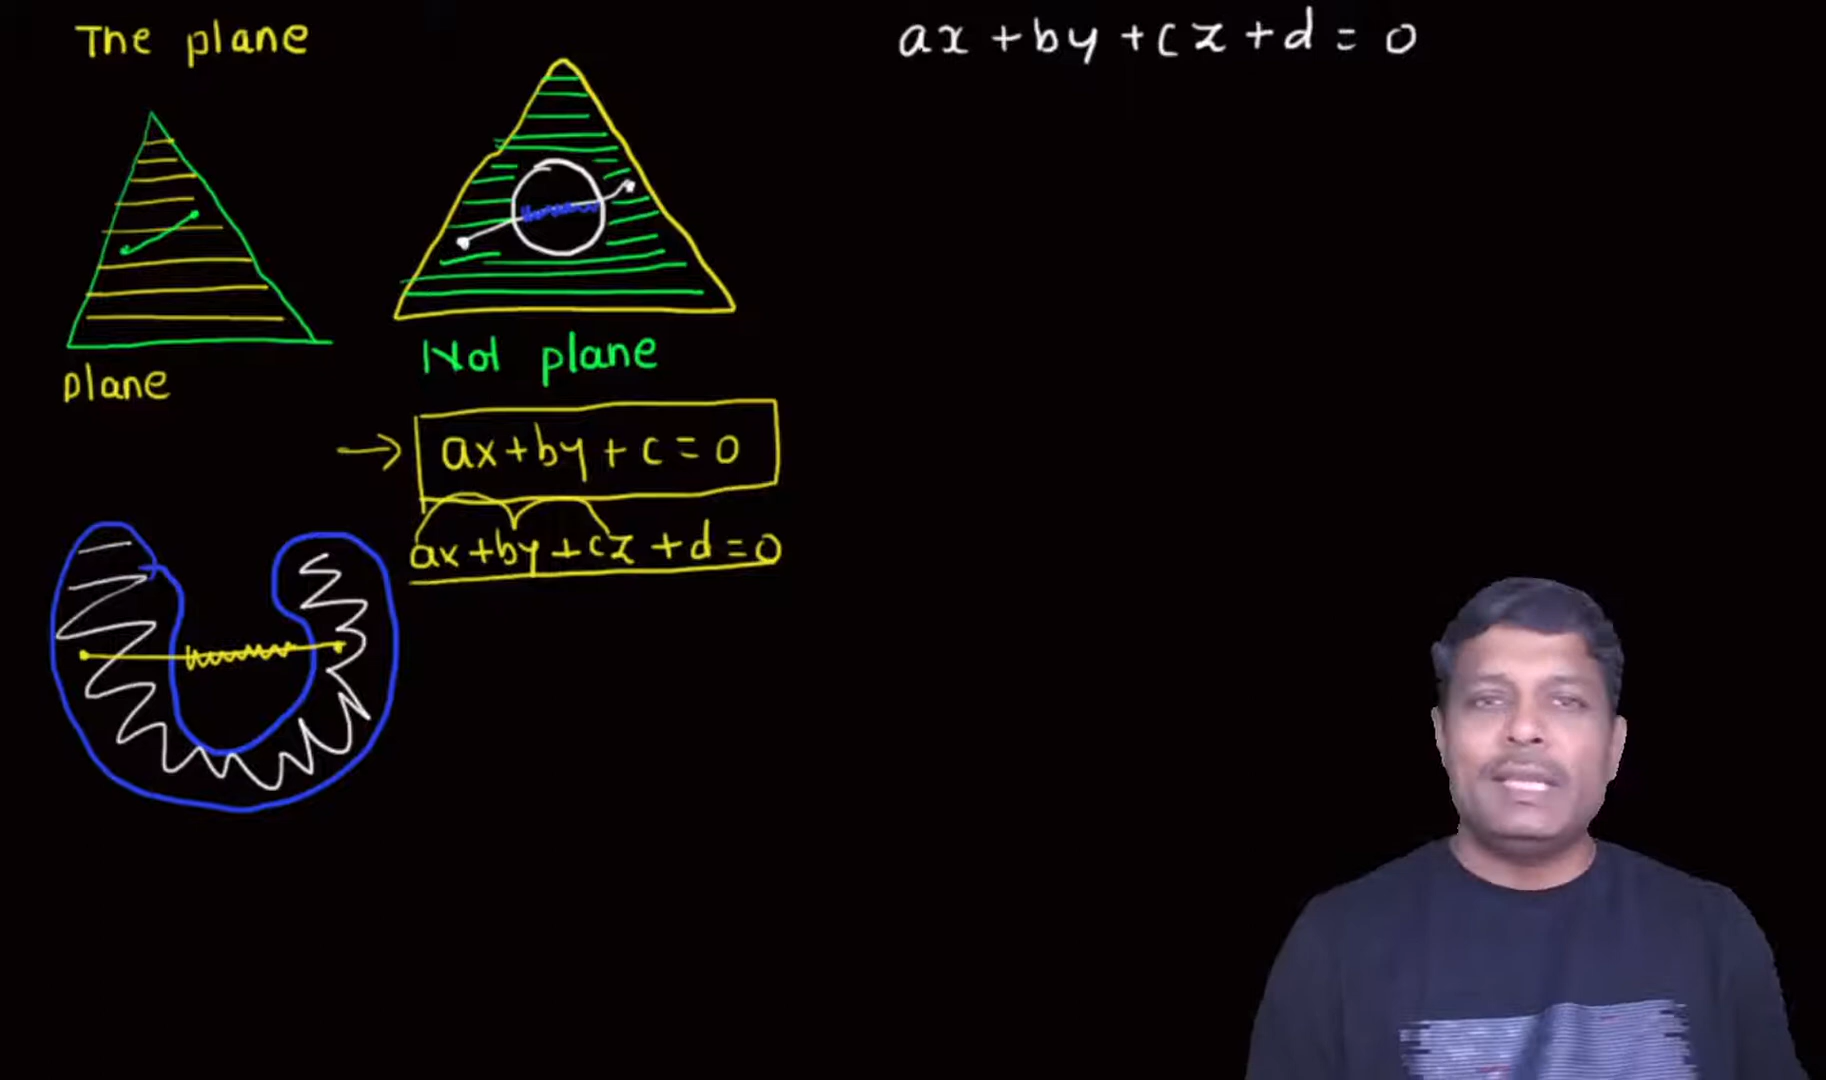 The plane
plane
Not plane
ax+by+c=0
ax+by+cz+d=0
ax+by+cz+d=0